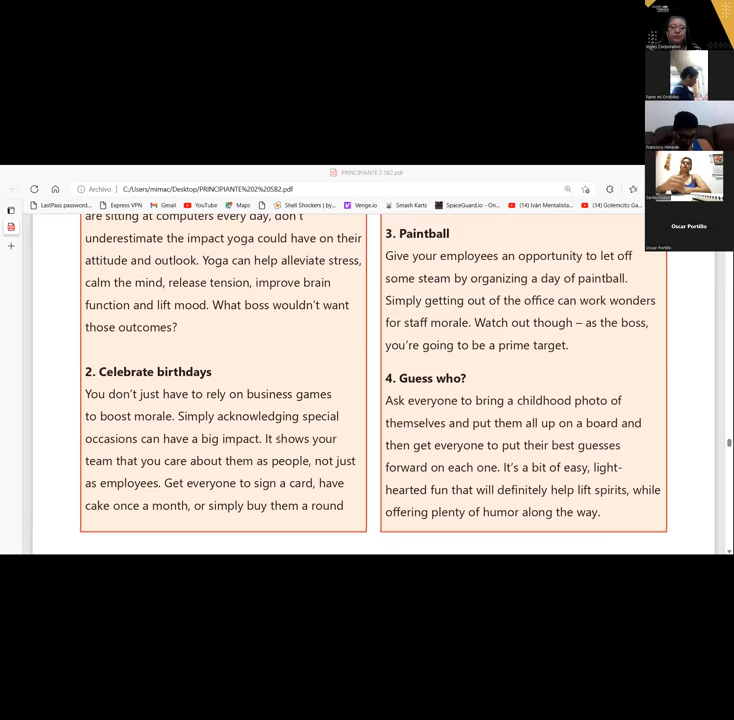 PRINCIPIANTE 2 SB2.pdf
Archivo
C:/Users/mimac/Desktop/PRINCIPIANTE%202%20SB2.pdf
LastPass password...
Express VPN
Gmail
YouTube
Maps
Shell Shockers | by...
Venge.io
Smash Karts
SpaceGuard.io - On...
(14) Iván Mentalista...
(14) Golemcito Ga...
are sitting at computers every day, don't
underestimate the impact yoga could have on their
attitude and outlook. Yoga can help alleviate stress,
calm the mind, release tension, improve brain
function and lift mood. What boss wouldn't want
those outcomes?
2. Celebrate birthdays
You don't just have to rely on business games
to boost morale. Simply acknowledging special
occasions can have a big impact. It shows your
team that you care about them as people, not just
as employees. Get everyone to sign a card, have
cake once a month, or simply buy them a round
3. Paintball
Give your employees an opportunity to let off
some steam by organizing a day of paintball.
Simply getting out of the office can work wonders
for staff morale. Watch out though – as the boss,
you're going to be a prime target.
4. Guess who?
Ask everyone to bring a childhood photo of
themselves and put them all up on a board and
then get everyone to put their best guesses
forward on each one. It's a bit of easy, light-
hearted fun that will definitely help lift spirits, while
offering plenty of humor along the way.
Inglés Corporativo
Oscar Portillo
Oscar Portillo